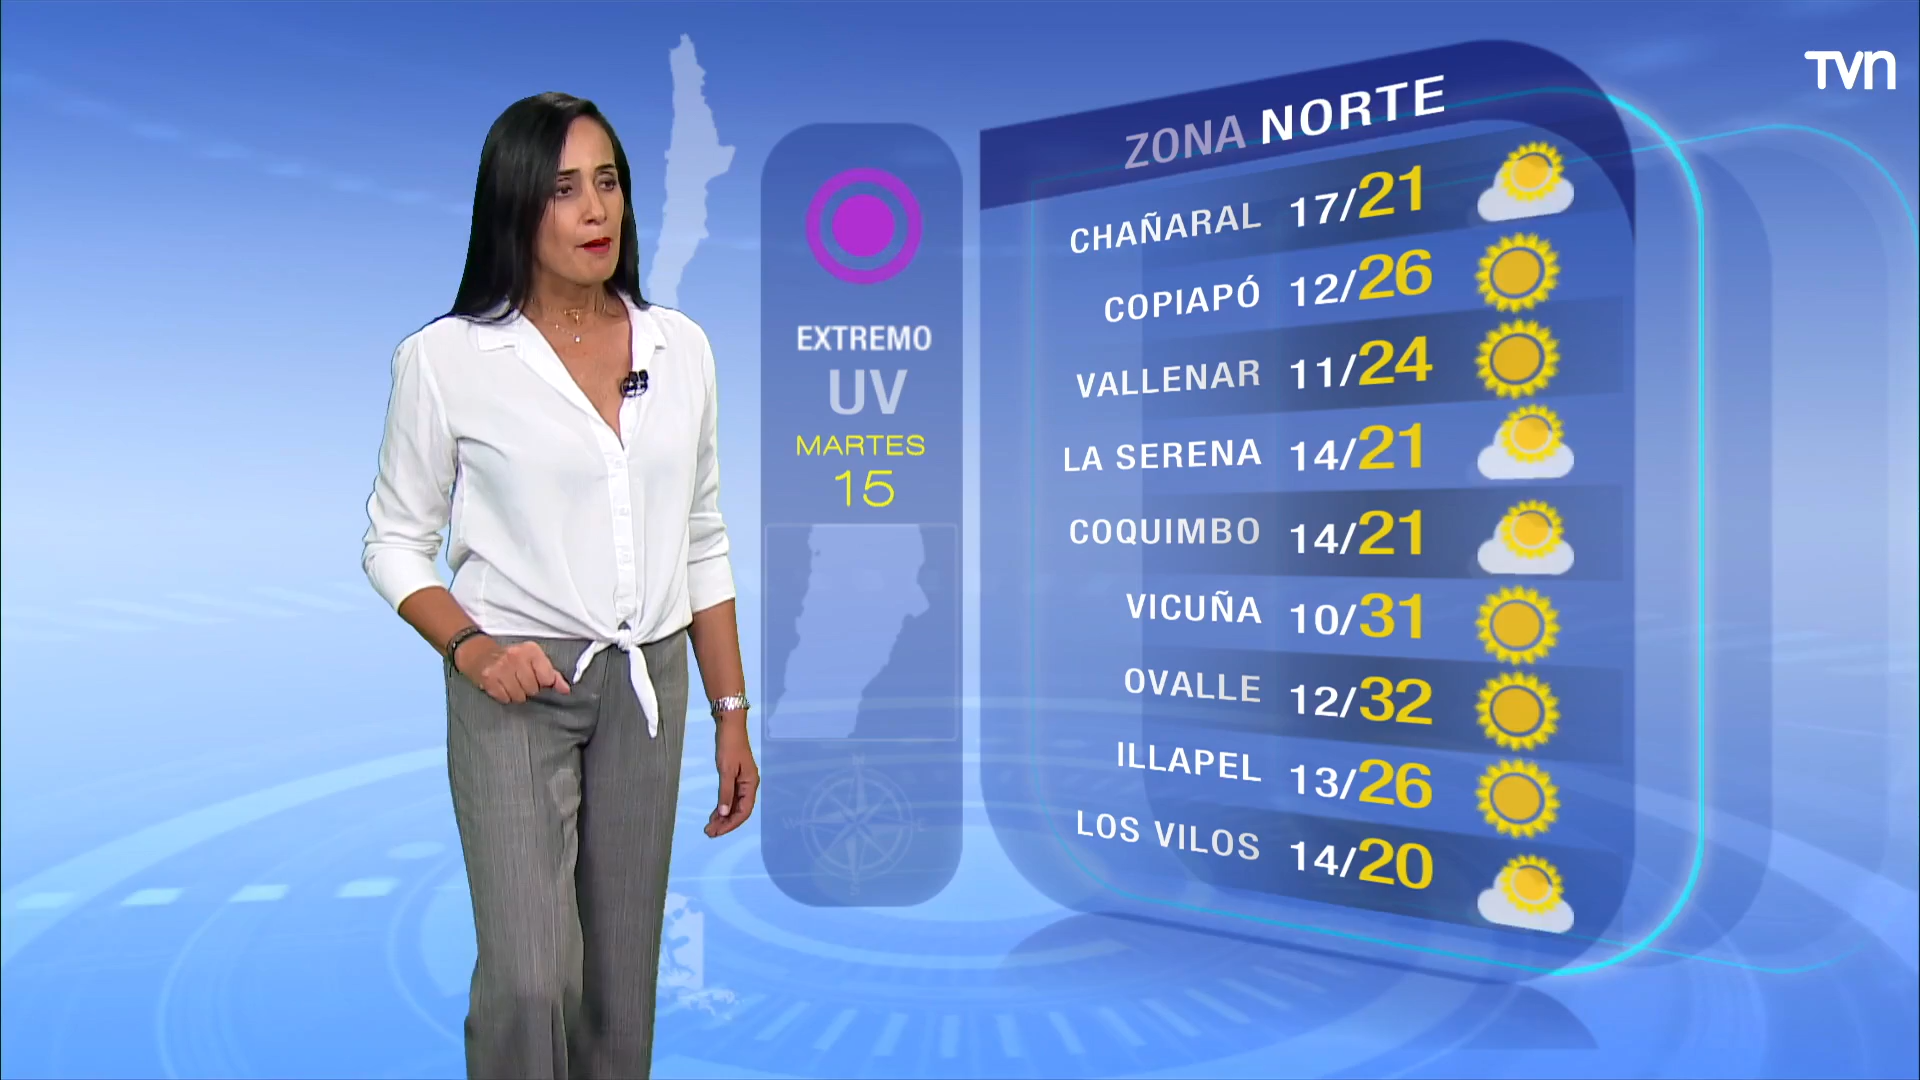 TVN
ZONA NORTE
EXTREMO
UV
MARTES
15
CHAÑARAL 17/21
COPIAPÓ 12/26
VALLENAR 11/24
LA SERENA 14/21
COQUIMBO 14/21
VICUÑA 10/31
OVALLE 12/32
ILLAPEL 13/26
LOS VILOS 14/20
N
W E
S